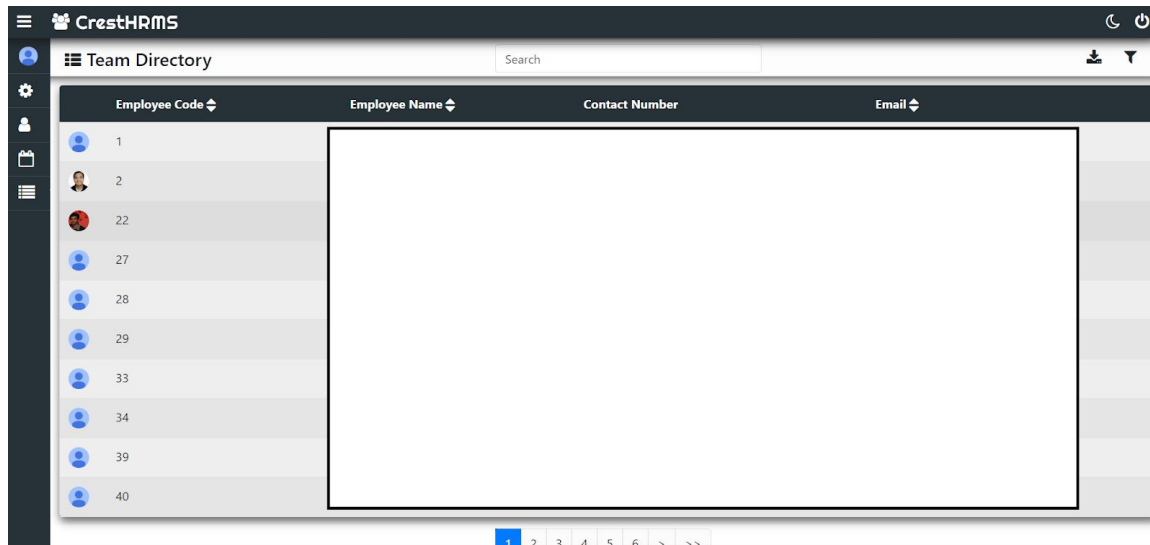 CrestHRMS
Team Directory
Search
Employee Code Employee Name Contact Number Email
1
2
22
27
28
29
33
34
39
40
1 2 3 4 5 6 > >>